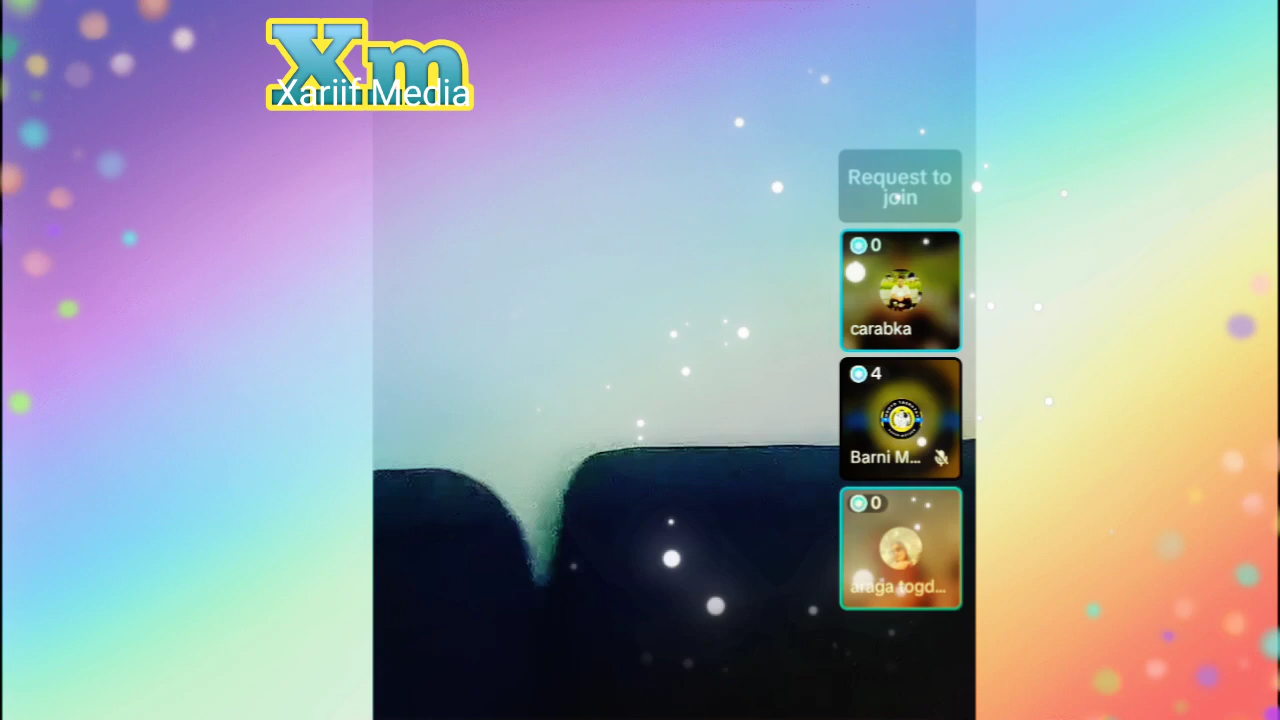 Xm
Xariif Media
Request to
join
0
carabka
4
Barni M...
0
araga togd...